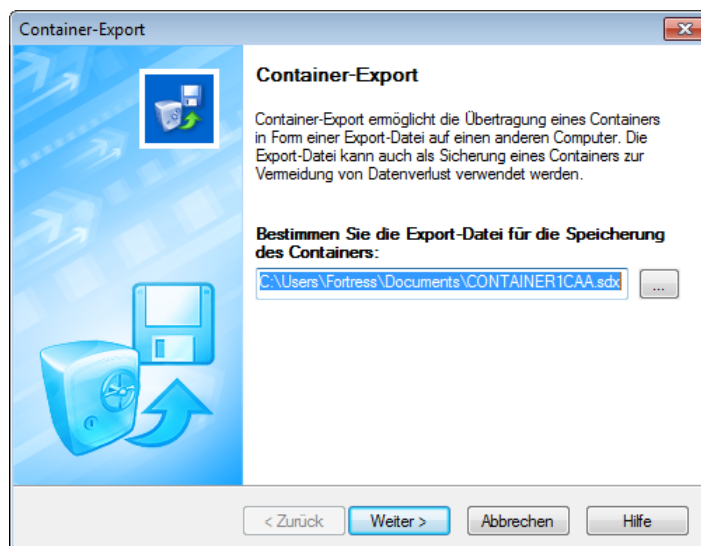 Container-Export
Container-Export
Container-Export ermöglicht die Übertragung eines Containers
in Form einer Export-Datei auf einen anderen Computer. Die
Export-Datei kann auch als Sicherung eines Containers zur
Vermeidung von Datenverlust verwendet werden.
Bestimmen Sie die Export-Datei für die Speicherung
des Containers:
C:\Users\Fortress\Documents\CONTAINER1CAA.sdx
...
< Zurück
Weiter >
Abbrechen
Hilfe